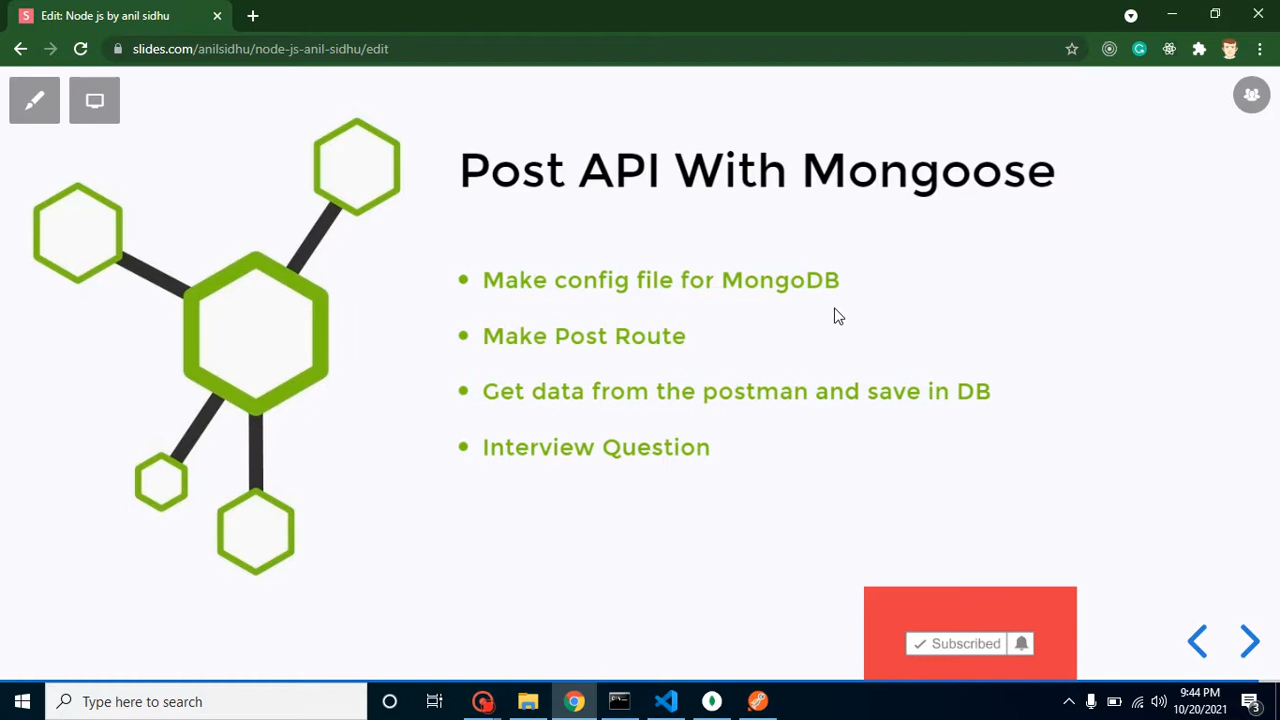 Edit: Node js by anil sidhu
slides.com/anilsidhu/node-js-anil-sidhu/edit
Post API With Mongoose
Make config file for MongoDB
Make Post Route
Get data from the postman and save in DB
Interview Question
Subscribed
Type here to search
9:44 PM
10/20/2021
3